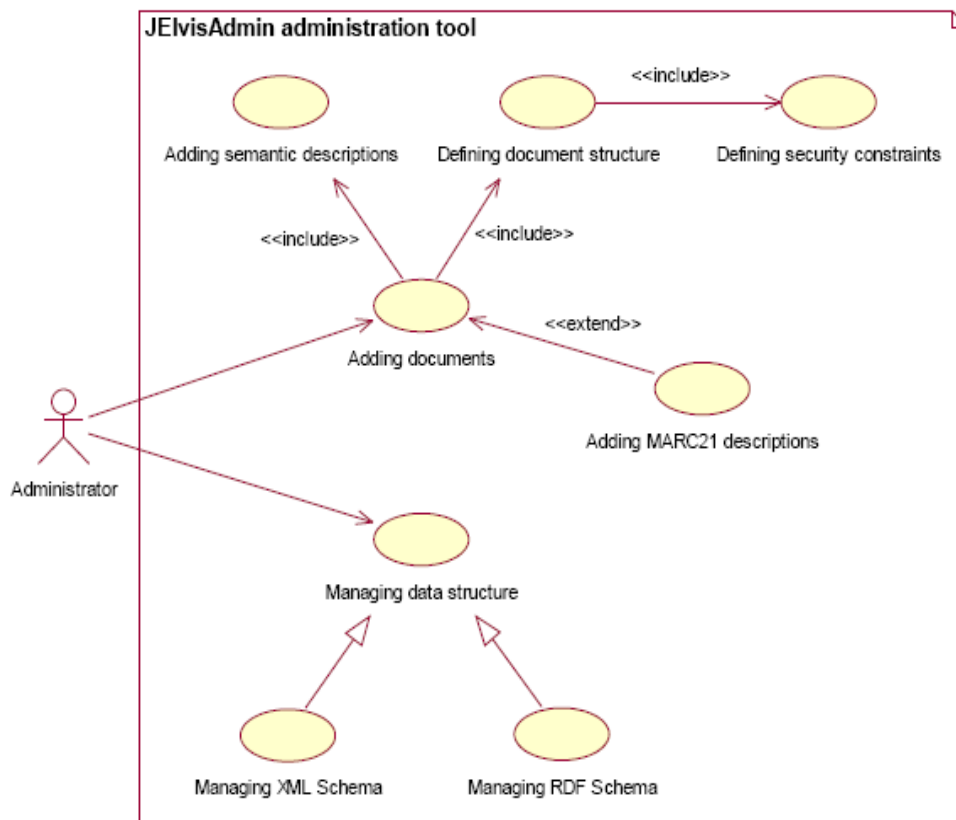 JElvisAdmin administration tool
<<include>>
Adding semantic descriptions
Defining document structure
Defining security constraints
<<include>>
<<include>>
<<extend>>
Adding documents
Adding MARC21 descriptions
Administrator
Managing data structure
Managing XML Schema
Managing RDF Schema